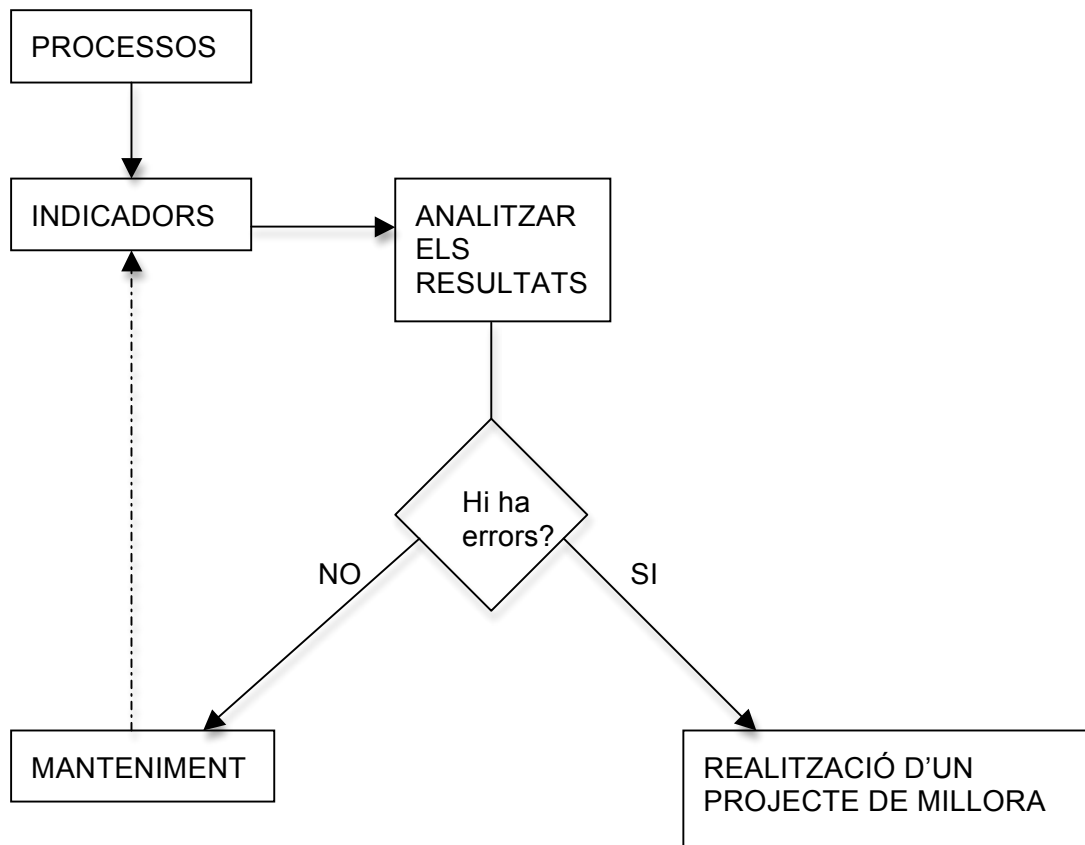 PROCESSOS
INDICADORS
ANALITZAR
ELS
RESULTATS
Hi ha
errors?
NO
SI
MANTENIMENT
REALITZACIÓ D’UN
PROJECTE DE MILLORA